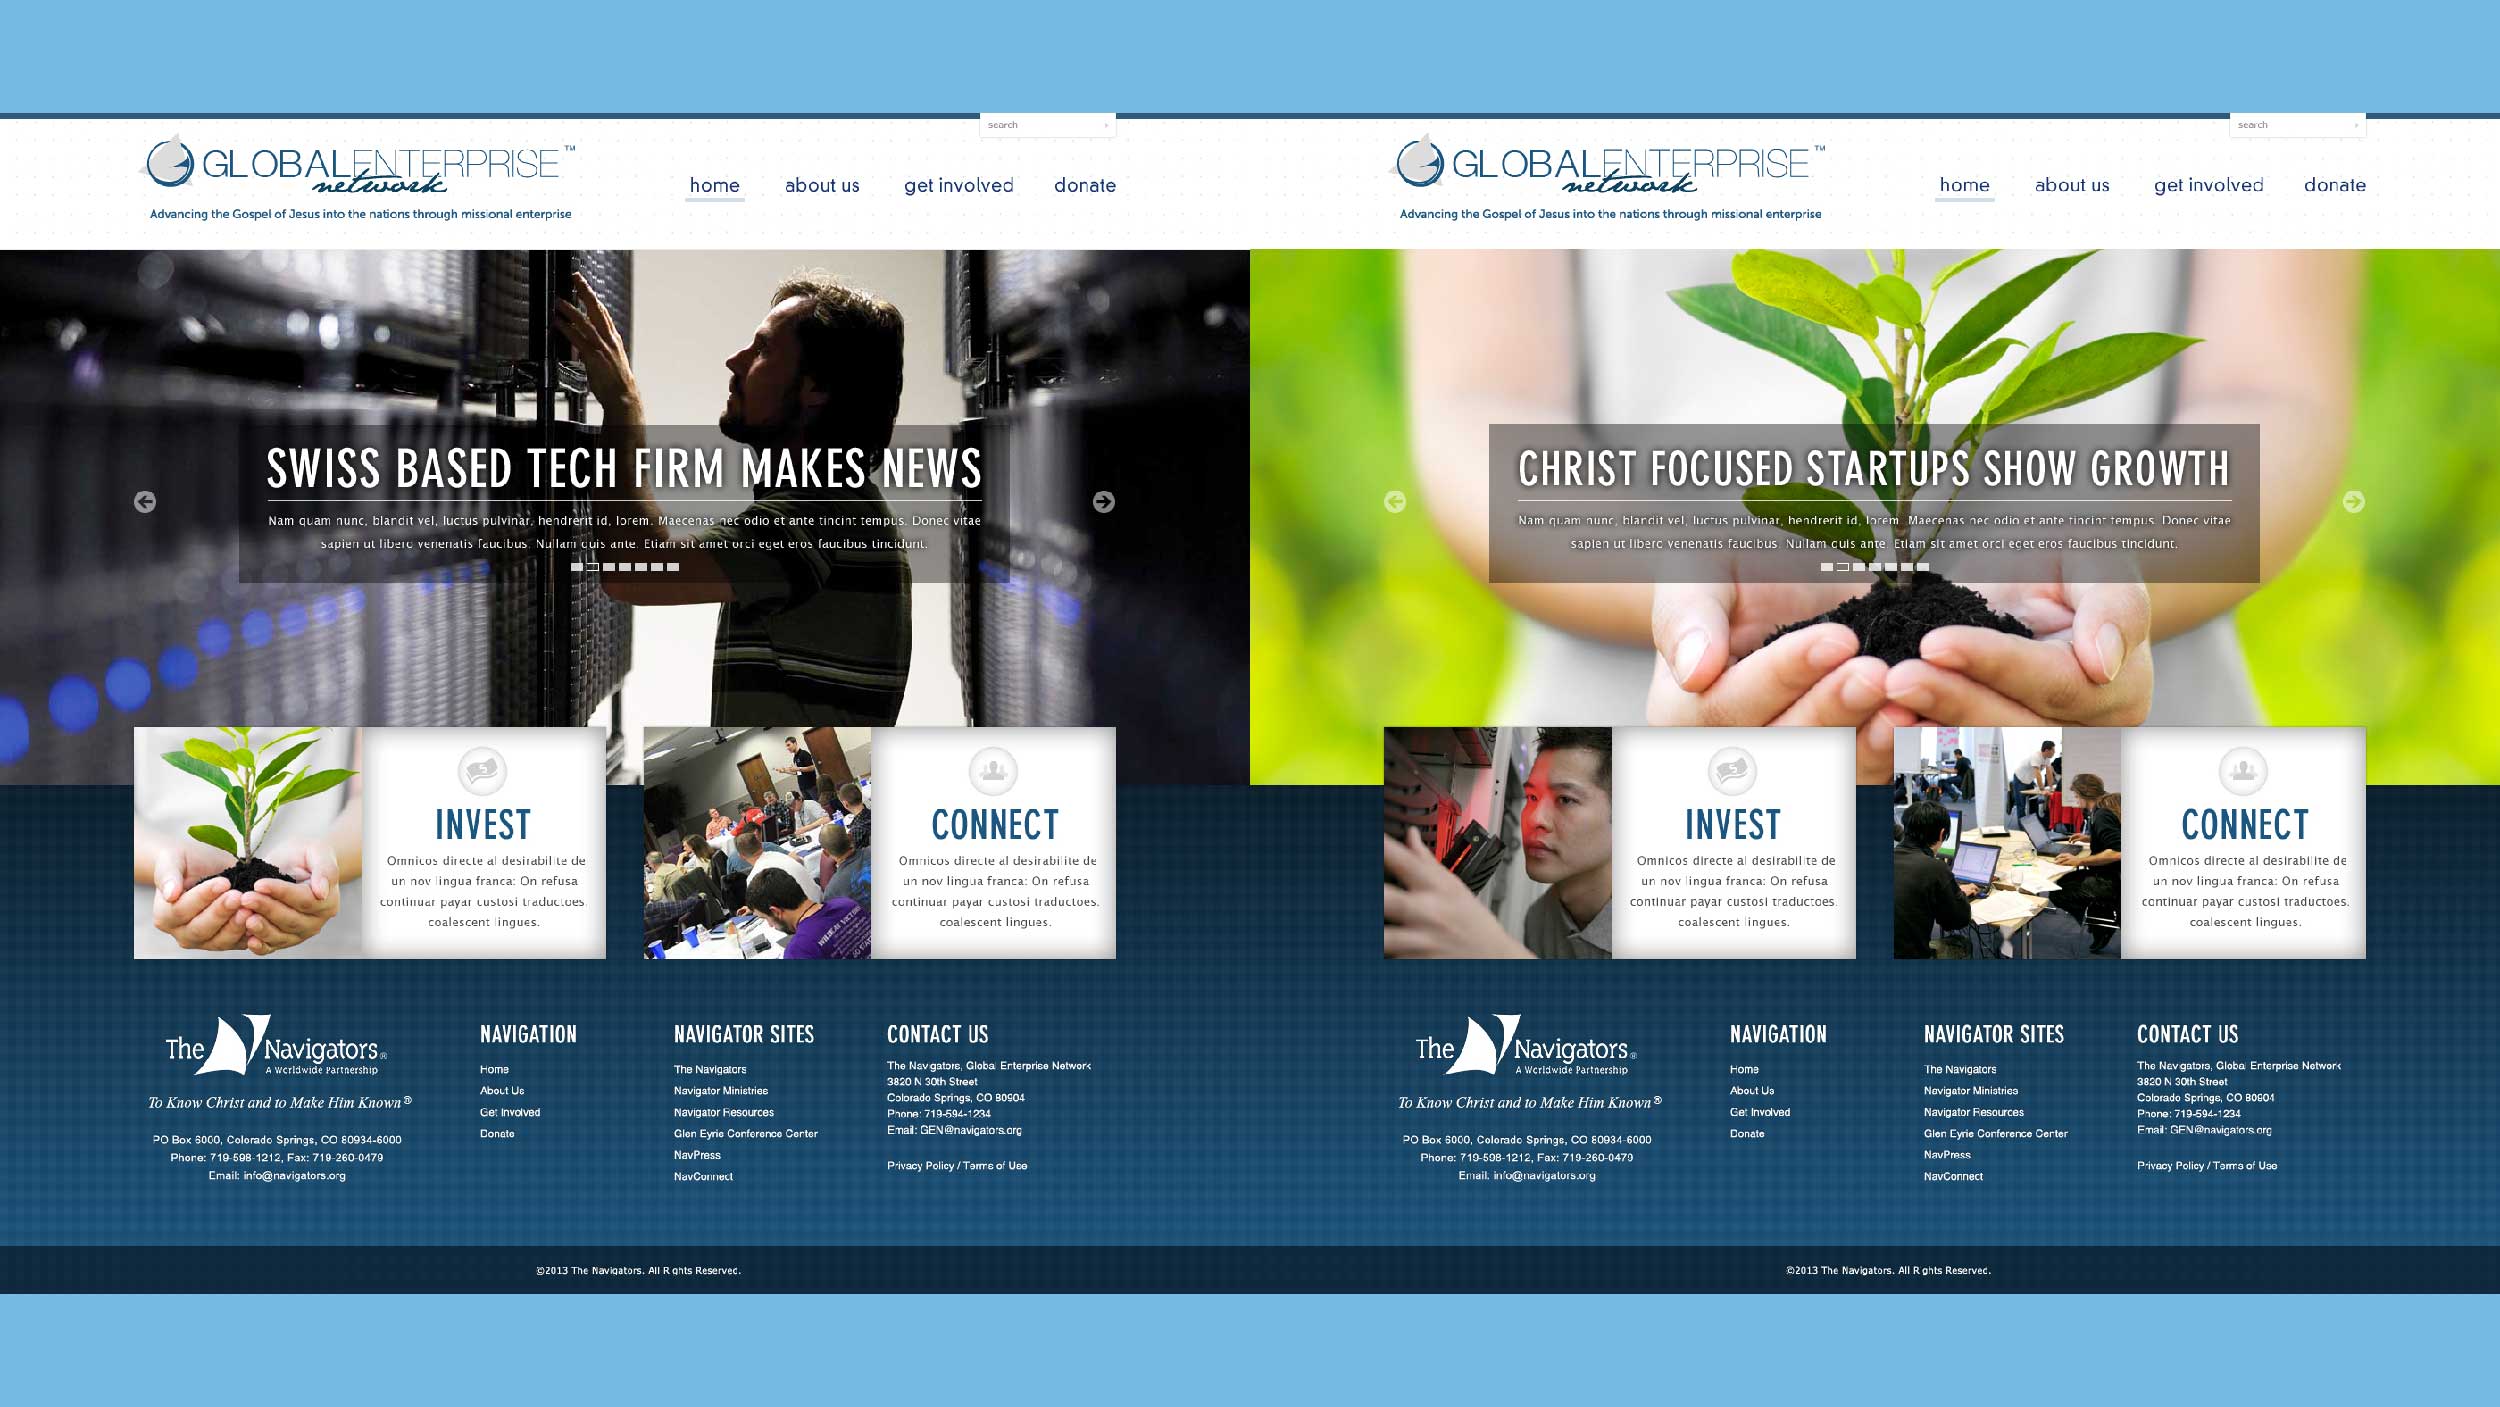 search
GLOBALENTERPRISE™
network
Advancing the Gospel of Jesus into the nations through missional enterprise
home about us get involved donate
SWISS BASED TECH FIRM MAKES NEWS
Nam quam nunc, blandit vel, luctus pulvinar, hendrerit id, lorem. Maecenas nec odio et ante tincint tempus. Donec vitae
sapien ut libero venenatis faucibus. Nullam quis ante. Etiam sit amet orci eget eros faucibus tincidunt.
INVEST
Omnicos directe al desirabilite de
un nov lingua franca: On refusa
continuar payar custosi traductoes.
coalescent lingues.
CONNECT
Omnicos directe al desirabilite de
un nov lingua franca: On refusa
continuar payar custosi traductoes.
coalescent lingues.
The Navigators®
A Worldwide Partnership
To Know Christ and to Make Him Known®
PO Box 6000, Colorado Springs, CO 80934-6000
Phone: 719-598-1212, Fax: 719-260-0479
Email: info@navigators.org
NAVIGATION
Home
About Us
Get Involved
Donate
NAVIGATOR SITES
The Navigators
Navigator Ministries
Navigator Resources
Glen Eyrie Conference Center
NavPress
NavConnect
CONTACT US
The Navigators, Global Enterprise Network
3820 N 30th Street
Colorado Springs, CO 80904
Phone: 719-594-1234
Email: GEN@navigators.org
Privacy Policy / Terms of Use
©2013 The Navigators. All Rights Reserved.
search
GLOBALENTERPRISE™
network
Advancing the Gospel of Jesus into the nations through missional enterprise
home about us get involved donate
CHRIST FOCUSED STARTUPS SHOW GROWTH
Nam quam nunc, blandit vel, luctus pulvinar, hendrerit id, lorem. Maecenas nec odio et ante tincint tempus. Donec vitae
sapien ut libero venenatis faucibus. Nullam quis ante. Etiam sit amet orci eget eros faucibus tincidunt.
INVEST
Omnicos directe al desirabilite de
un nov lingua franca: On refusa
continuar payar custosi traductoes.
coalescent lingues.
CONNECT
Omnicos directe al desirabilite de
un nov lingua franca: On refusa
continuar payar custosi traductoes.
coalescent lingues.
The Navigators®
A Worldwide Partnership
To Know Christ and to Make Him Known®
PO Box 6000, Colorado Springs, CO 80934-6000
Phone: 719-598-1212, Fax: 719-260-0479
Email: info@navigators.org
NAVIGATION
Home
About Us
Get Involved
Donate
NAVIGATOR SITES
The Navigators
Navigator Ministries
Navigator Resources
Glen Eyrie Conference Center
NavPress
NavConnect
CONTACT US
The Navigators, Global Enterprise Network
3820 N 30th Street
Colorado Springs, CO 80904
Phone: 719-594-1234
Email: GEN@navigators.org
Privacy Policy / Terms of Use
©2013 The Navigators. All Rights Reserved.